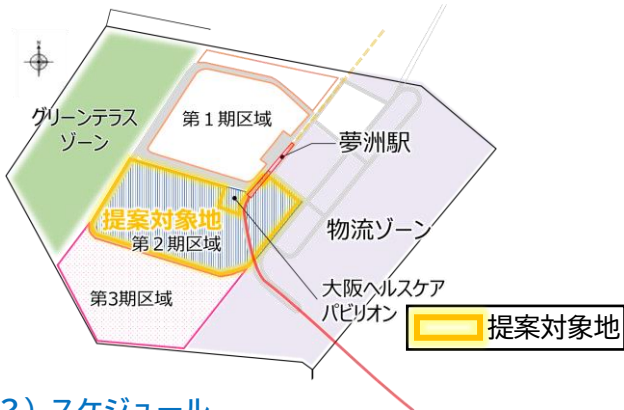 グリーンテラス
ゾーン
第１期区域
夢洲駅
提案対象地
第２期区域
物流ゾーン
第3期区域
大阪ヘルスケア
パビリオン
提案対象地
２）スケジュール